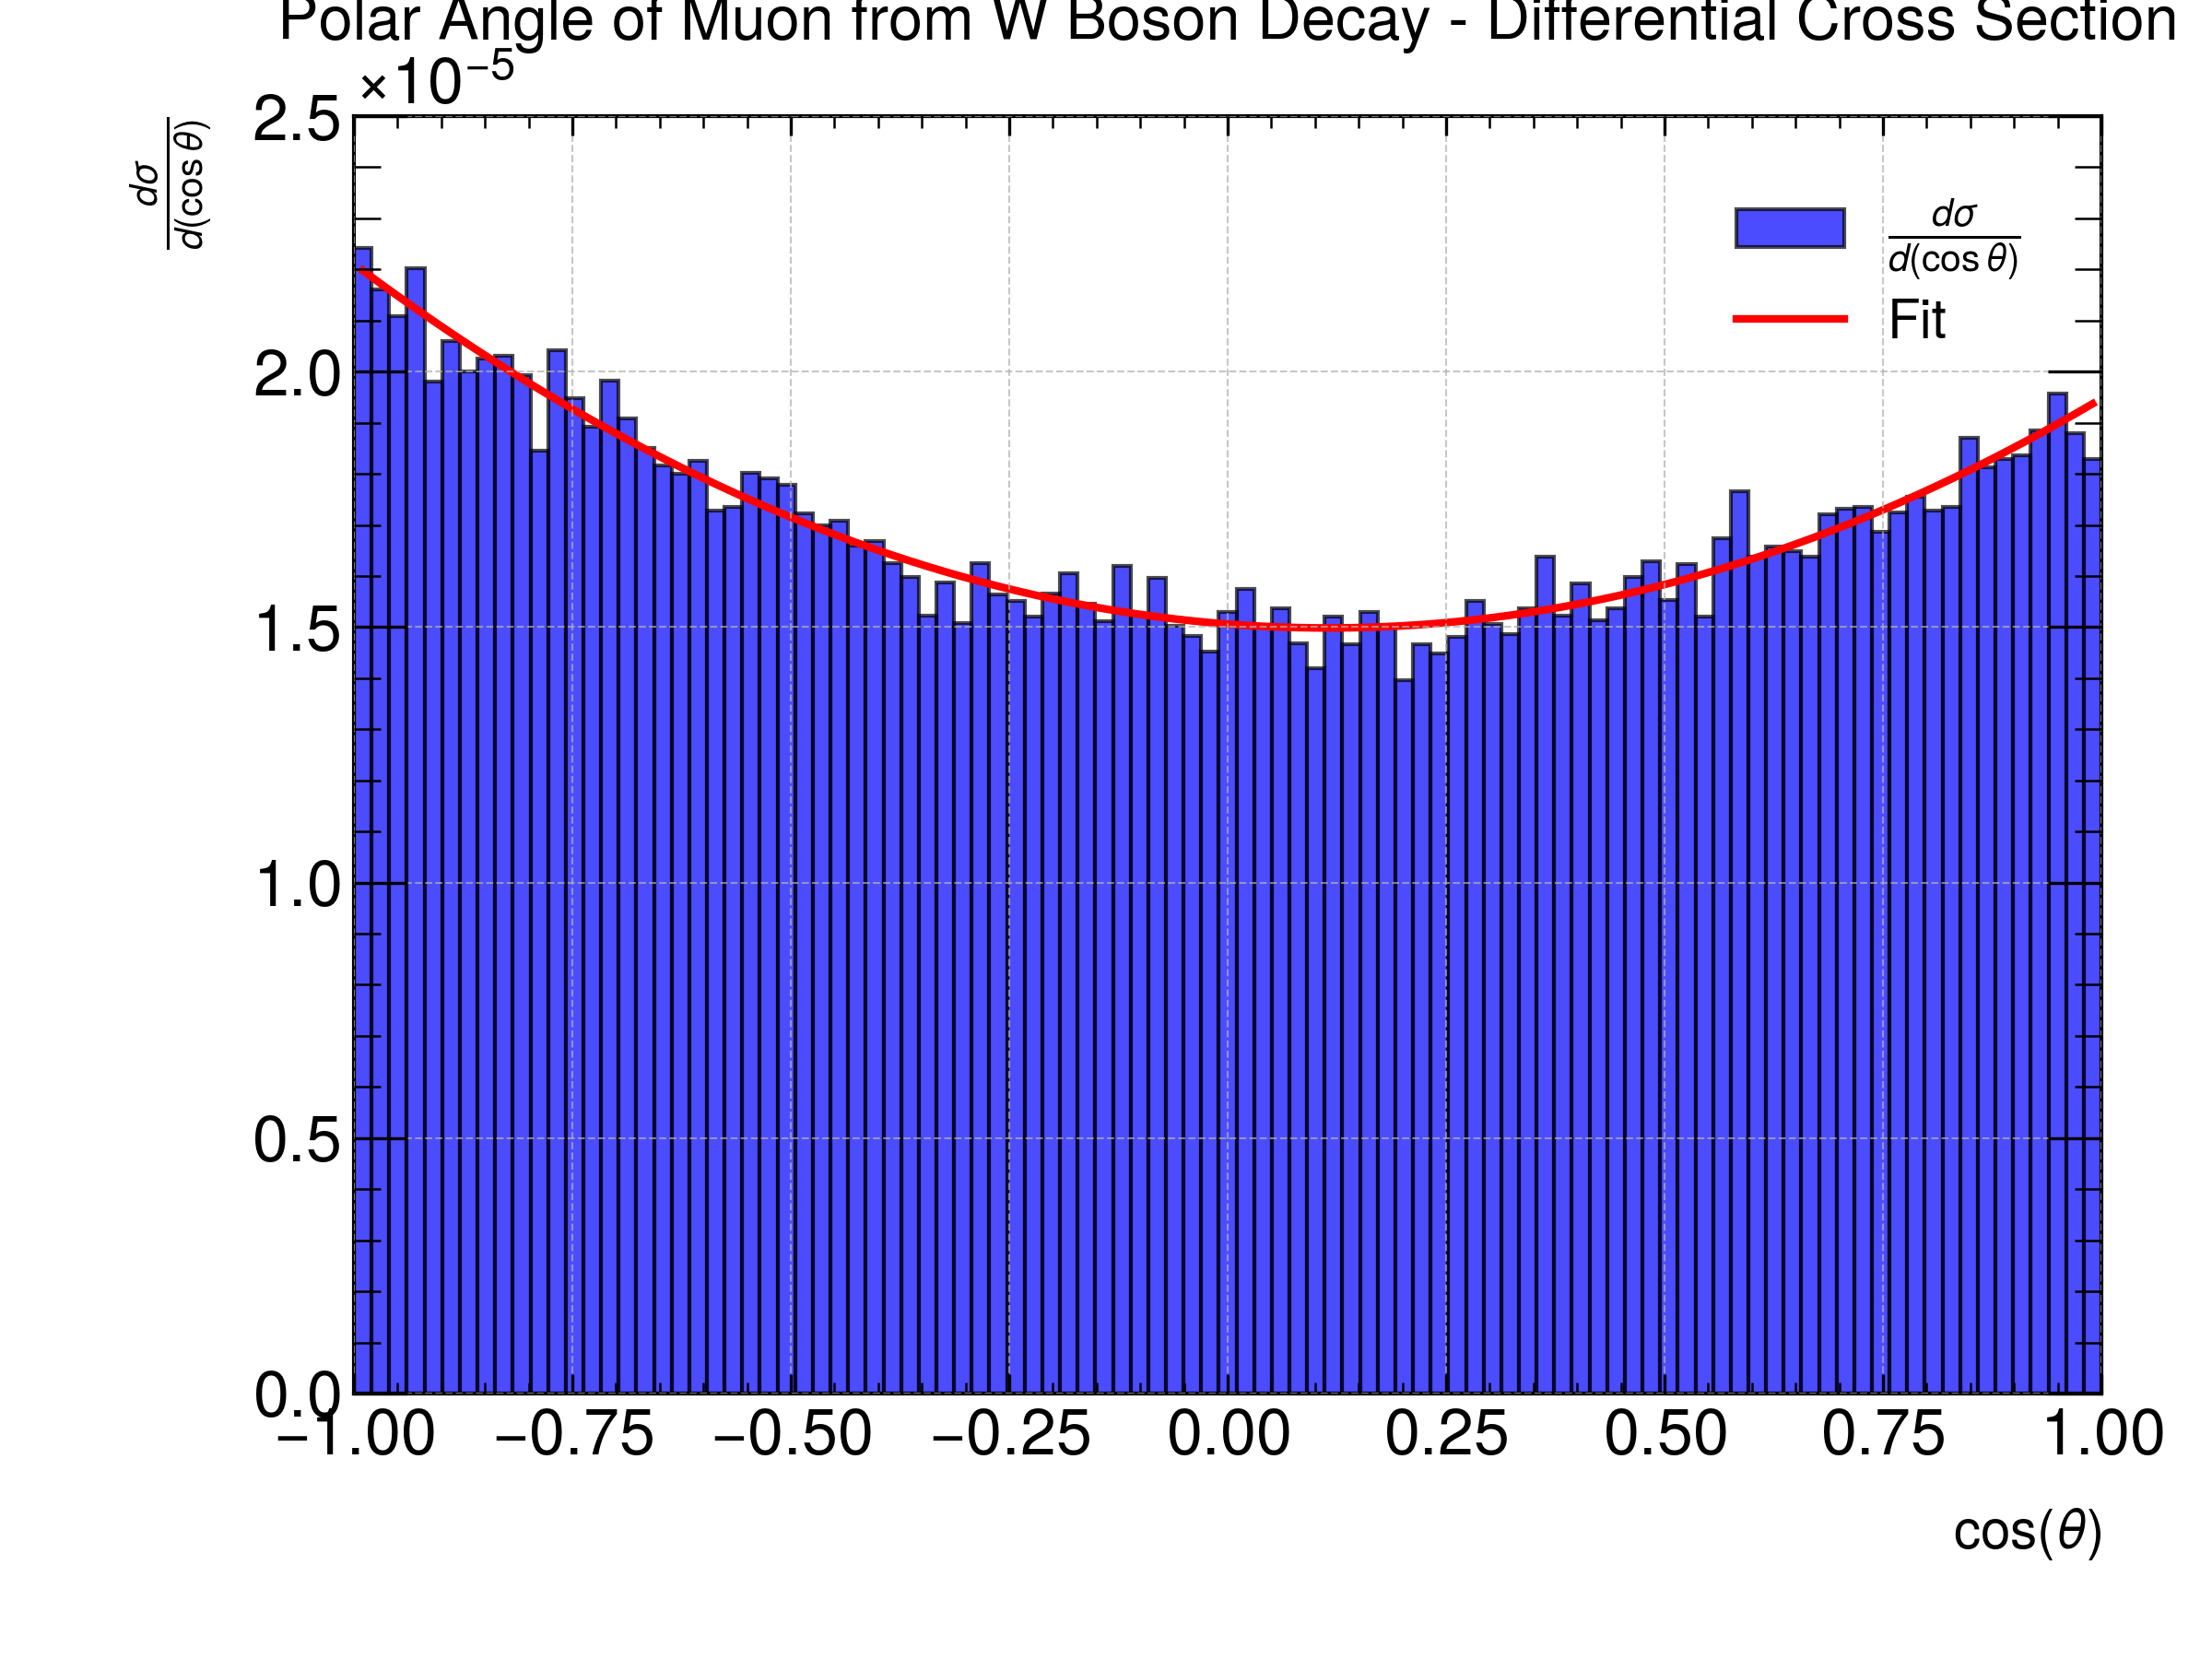 Polar Angle of Muon from W Boson Decay - Differential Cross Section
×10⁻⁵
dσ
d(cos θ)
2.5
2.0
1.5
1.0
0.5
0.0
dσ
d(cos θ)
Fit
−1.00 −0.75 −0.50 −0.25 0.00 0.25 0.50 0.75 1.00
cos(θ)